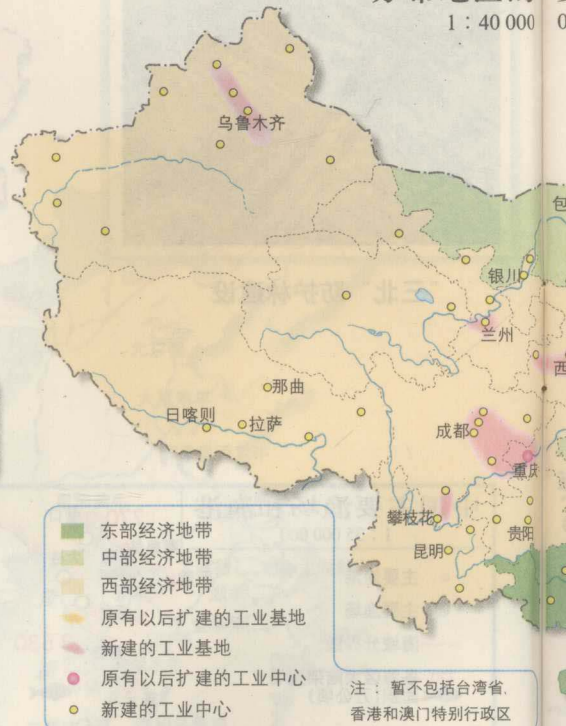 1：40 000 0
乌鲁木齐
包
银川
兰州
西
那曲
日喀则
拉萨
成都
重庆
攀枝花
贵阳
昆明
东部经济地带
中部经济地带
西部经济地带
原有以后扩建的工业基地
新建的工业基地
原有以后扩建的工业中心
新建的工业中心
注：暂不包括台湾省、
香港和澳门特别行政区